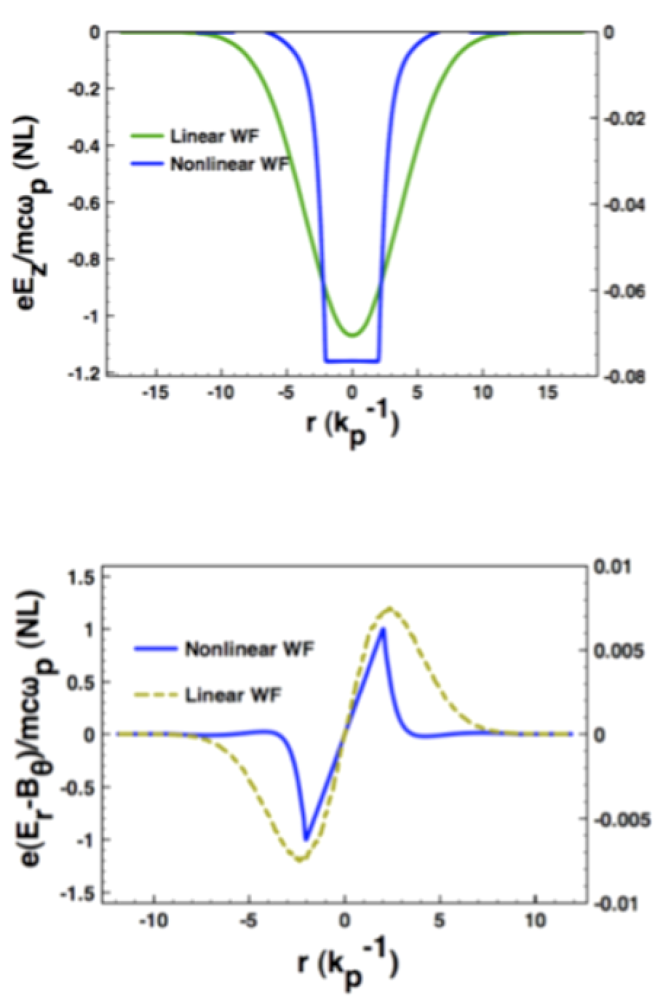 0 0
-0.2
-0.02
Linear WF
-0.4
Nonlinear WF
-0.6 -0.04
-0.8
-0.06
-1
-1.2 -0.08
-15 -10 -5 0 5 10 15
r (kp-1)
eEz/mcωp (NL)
1.5 0.01
1
Nonlinear WF 0.005
0.5
Linear WF
0 0
-0.5
-0.005
-1
-1.5 -0.01
-10 -5 0 5 10
r (kp-1)
e(Er-Bθ)/mcωp (NL)